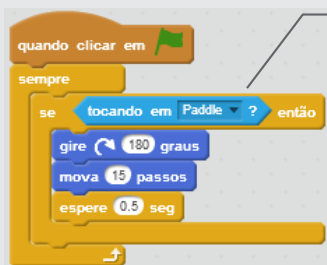 quando clicar em
sempre
se tocando em Paddle ? então
gire 180 graus
mova 15 passos
espere 0.5 seg